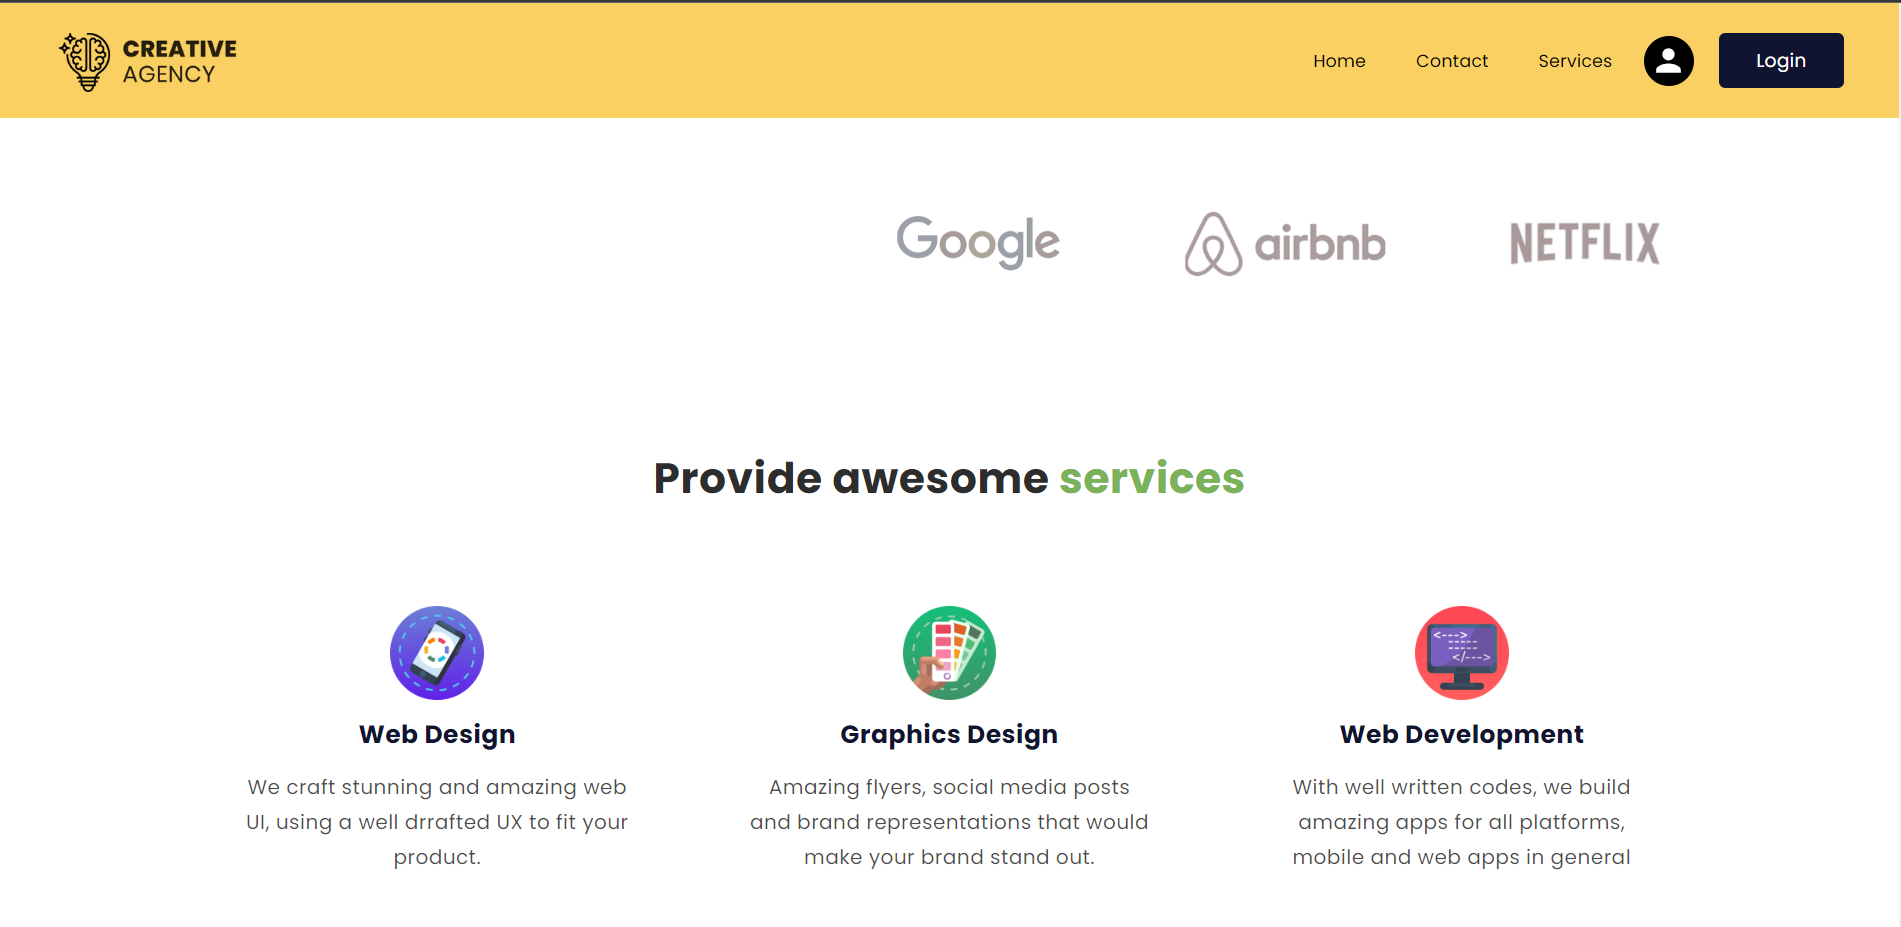 CREATIVE
AGENCY
Home Contact Services Login
Google airbnb NETFLIX
Provide awesome services
<---> ----- ----- </--->
Web Design Graphics Design Web Development
We craft stunning and amazing web
UI, using a well drrafted UX to fit your
product.
Amazing flyers, social media posts
and brand representations that would
make your brand stand out.
With well written codes, we build
amazing apps for all platforms,
mobile and web apps in general